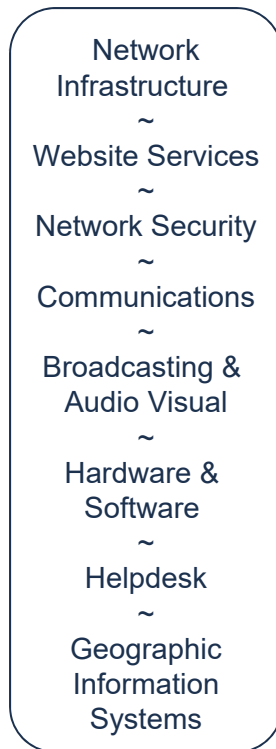 Network
Infrastructure
~
Website Services
~
Network Security
~
Communications
~
Broadcasting &
Audio Visual
~
Hardware &
Software
~
Helpdesk
~
Geographic
Information
Systems